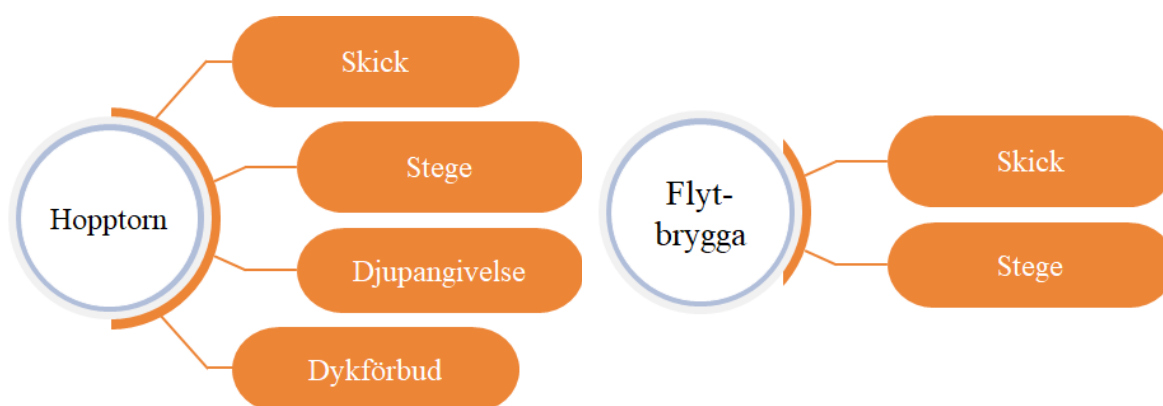 Hopptorn
Skick
Stege
Djupangivelse
Dykförbud
Flyt-
brygga
Skick
Stege